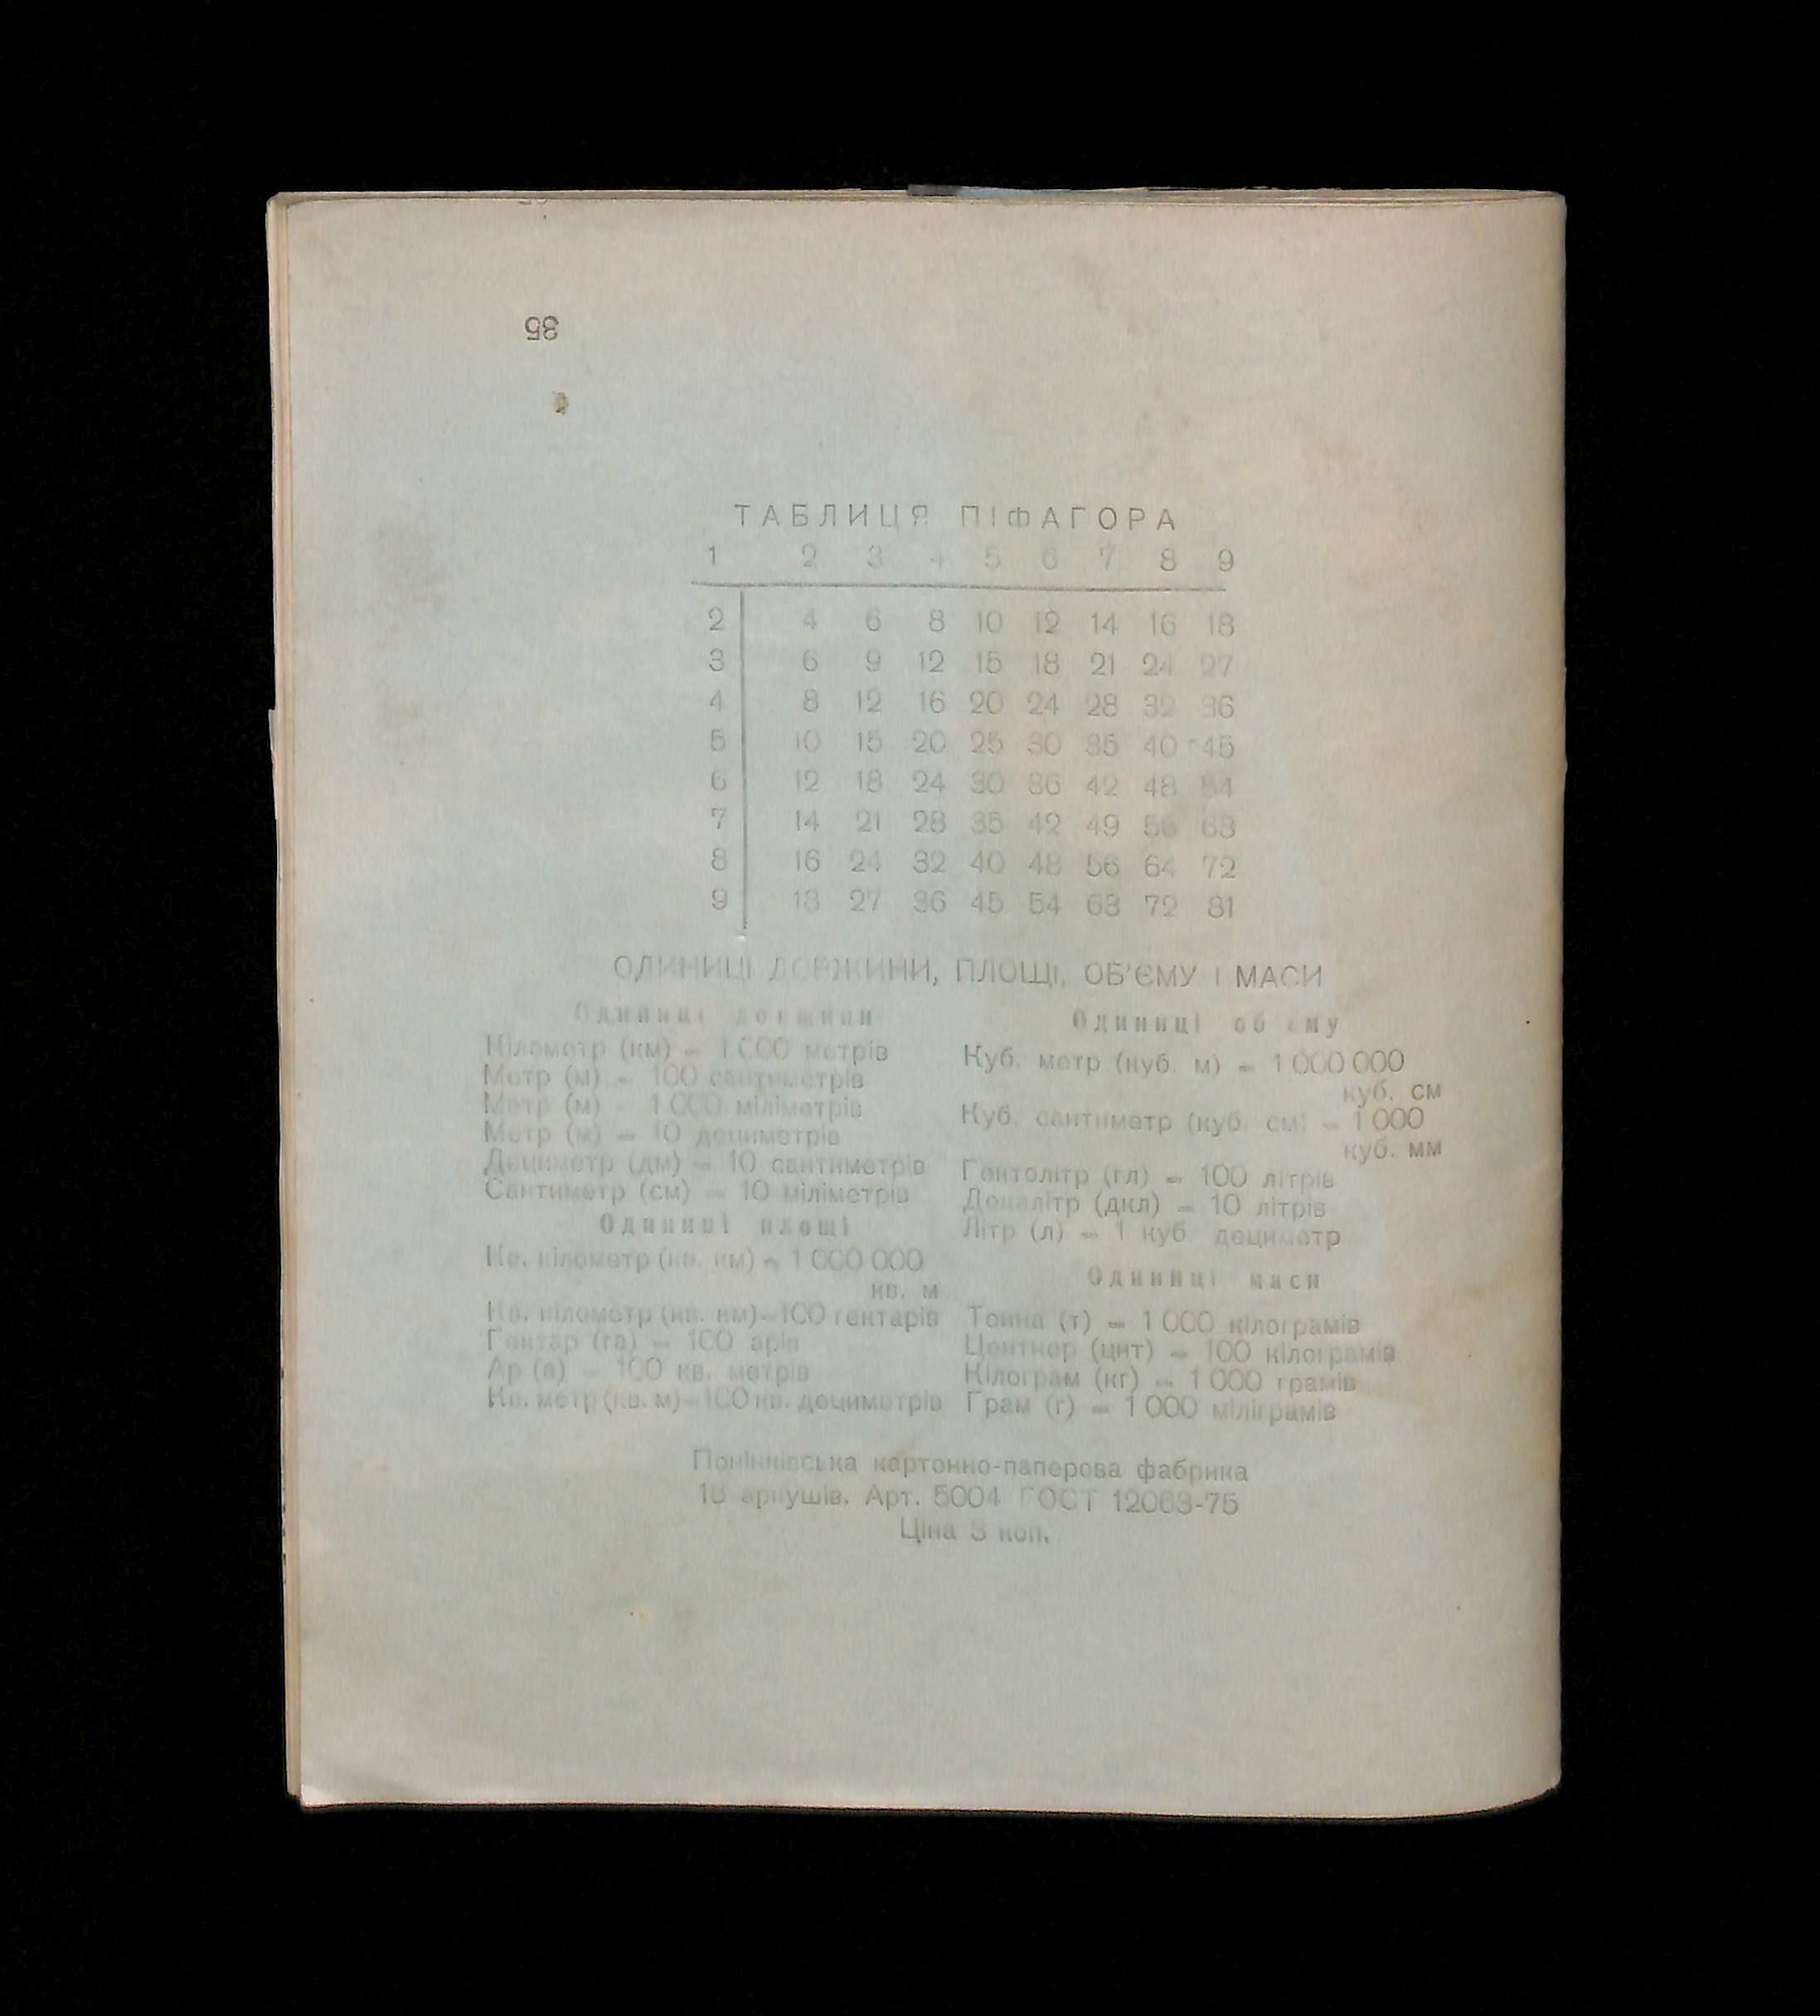 35
ТАБЛИЦЯ ПІФАГОРА
1 2 3 4 5 6 7 8 9
2 4 6 8 10 12 14 16 18
3 6 9 12 15 18 21 24 27
4 8 12 16 20 24 28 32 36
5 10 15 20 25 30 35 40 45
6 12 18 24 30 36 42 48 54
7 14 21 28 35 42 49 56 63
8 16 24 32 40 48 56 64 72
9 18 27 36 45 54 63 72 81
ОДИНИЦІ ДОВЖИНИ, ПЛОЩІ, ОБ'ЄМУ І МАСИ
Одиниці довжини
Кілометр (км) = 1 000 метрів
Метр (м) = 100 сантиметрів
Метр (м) = 1 000 міліметрів
Метр (м) = 10 дециметрів
Дециметр (дм) = 10 сантиметрів
Сантиметр (см) = 10 міліметрів
Одиниці площі
Кв. кілометр (кв. км) = 1 000 000
кв. м
Кв. кілометр (кв. км)=100 гектарів
Гектар (га) = 100 арів
Ар (а) = 100 кв. метрів
Кв. метр (кв. м)=100 кв. дециметрів
Одиниці об'єму
Куб. метр (куб. м) = 1 000 000
куб. см
Куб. сантиметр (куб. см) = 1 000
куб. мм
Гектолітр (гл) = 100 літрів
Декалітр (дкл) = 10 літрів
Літр (л) = 1 куб. дециметр
Одиниці маси
Тонна (т) = 1 000 кілограмів
Центнер (цнт) = 100 кілограмів
Кілограм (кг) = 1 000 грамів
Грам (г) = 1 000 міліграмів
Понінківська картонно-паперова фабрика
18 аркушів. Арт. 5004 ГОСТ 12063-75
Ціна 3 коп.